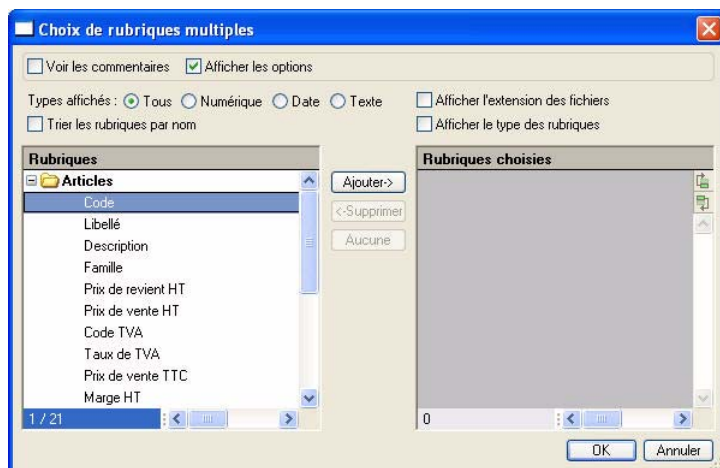 Choix de rubriques multiples
Voir les commentaires Afficher les options
Types affichés : Tous Numérique Date Texte Afficher l'extension des fichiers
Trier les rubriques par nom Afficher le type des rubriques
Rubriques Rubriques choisies
Articles Ajouter->
Code <-Supprimer
Libellé
Description Aucune
Famille
Prix de revient HT
Prix de vente HT
Code TVA
Taux de TVA
Prix de vente TTC
Marge HT
1 / 21 0
OK Annuler